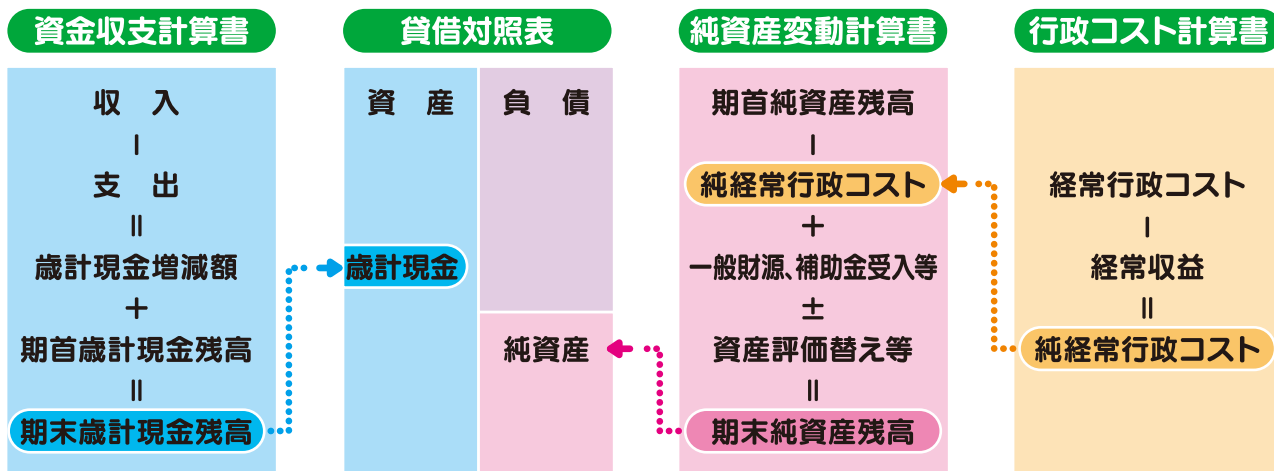 資金収支計算書
収 入
−
支 出
=
歳計現金増減額
+
期首歳計現金残高
=
期末歳計現金残高
貸借対照表
資 産
歳計現金
負 債
純資産
純資産変動計算書
期首純資産残高
−
純経常行政コスト
+
一般財源、補助金受入等
±
資産評価替え等
=
期末純資産残高
行政コスト計算書
経常行政コスト
−
経常収益
=
純経常行政コスト